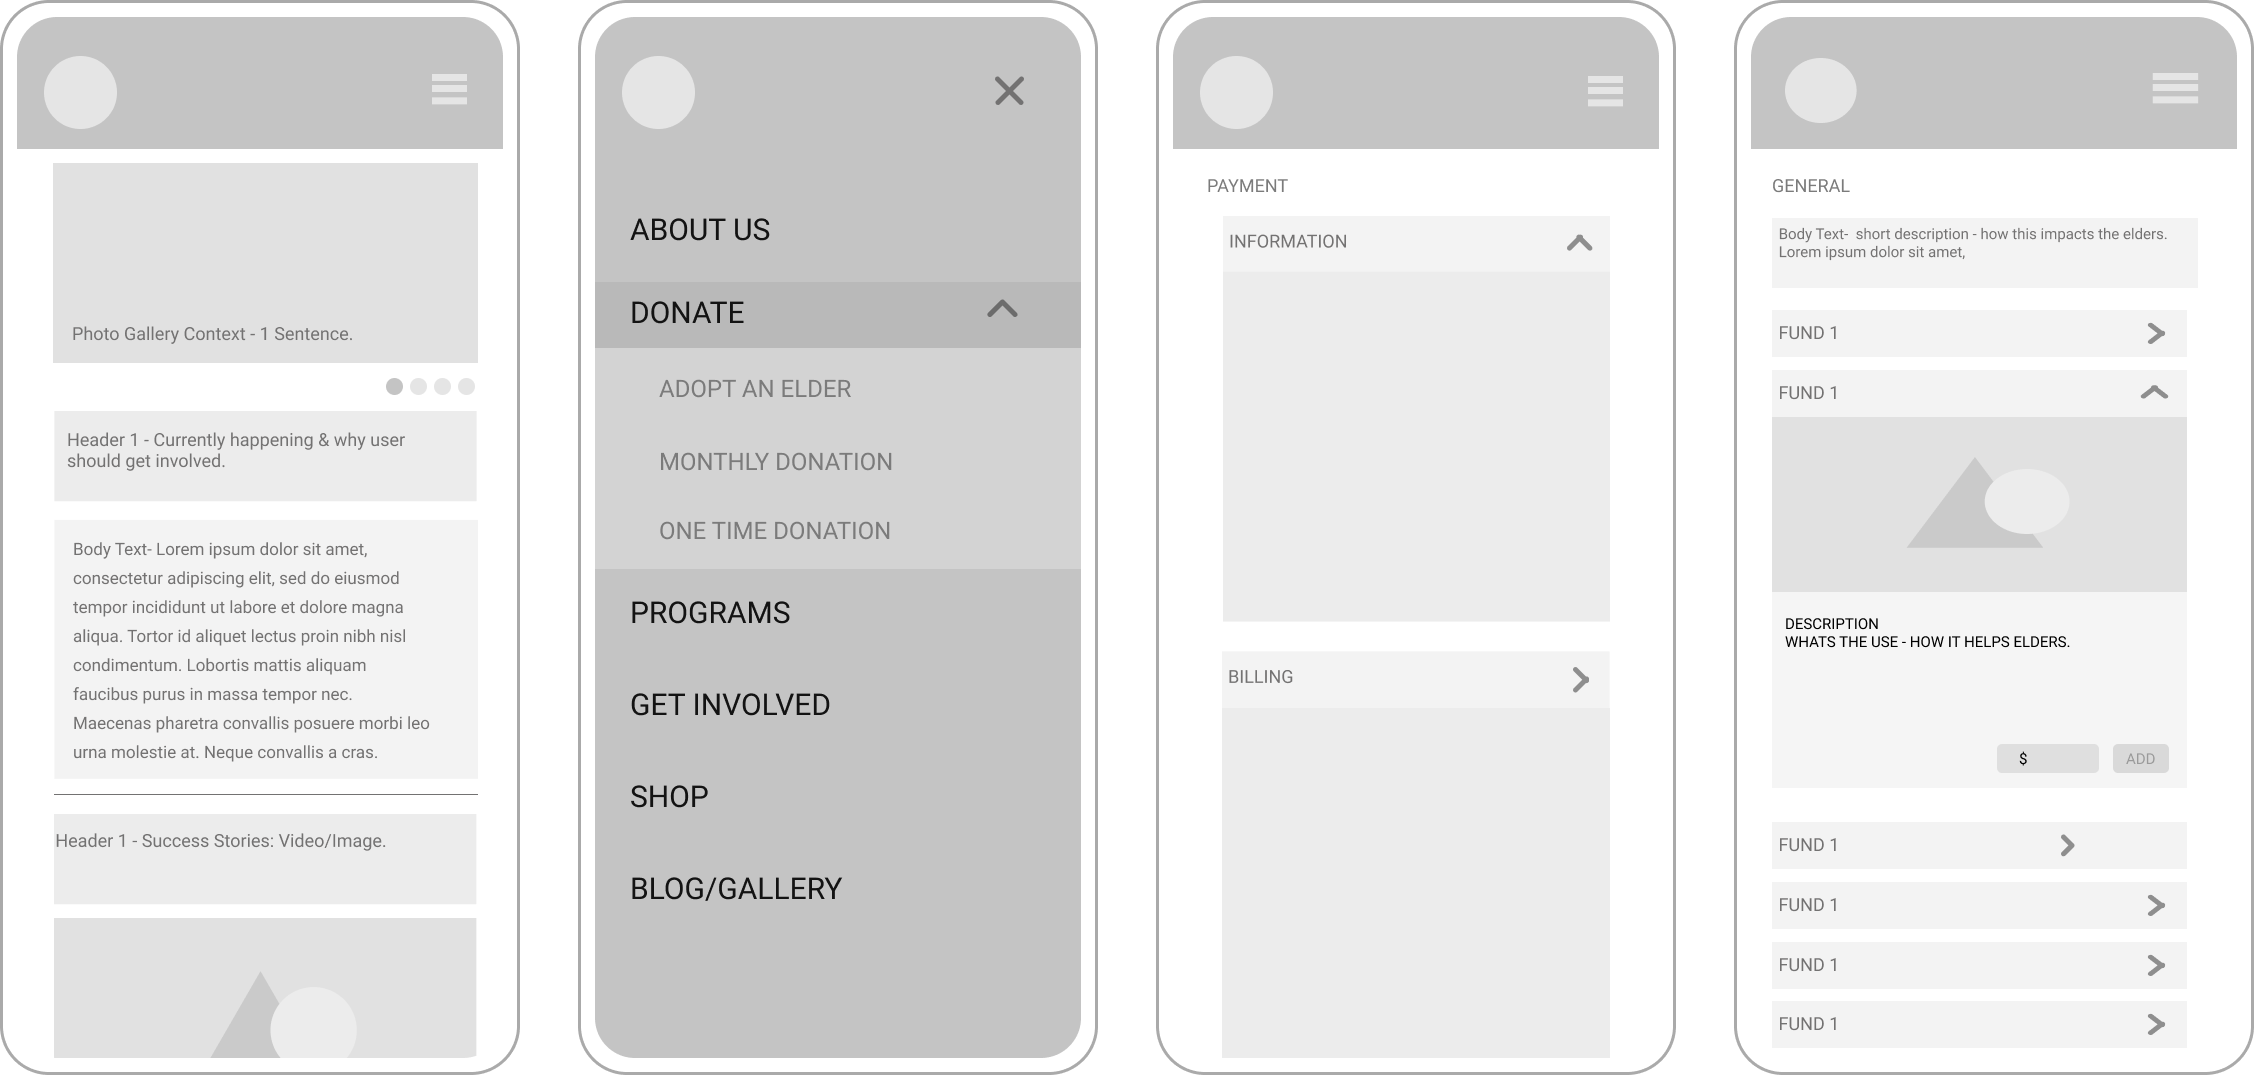 Photo Gallery Context - 1 Sentence.
Header 1 - Currently happening & why user
should get involved.
Body Text- Lorem ipsum dolor sit amet,
consectetur adipiscing elit, sed do eiusmod
tempor incididunt ut labore et dolore magna
aliqua. Tortor id aliquet lectus proin nibh nisl
condimentum. Lobortis mattis aliquam
faucibus purus in massa tempor nec.
Maecenas pharetra convallis posuere morbi leo
urna molestie at. Neque convallis a cras.
Header 1 - Success Stories: Video/Image.
ABOUT US
DONATE
ADOPT AN ELDER
MONTHLY DONATION
ONE TIME DONATION
PROGRAMS
GET INVOLVED
SHOP
BLOG/GALLERY
PAYMENT
INFORMATION
BILLING
GENERAL
Body Text-  short description - how this impacts the elders.
Lorem ipsum dolor sit amet,
FUND 1
FUND 1
DESCRIPTION
WHATS THE USE - HOW IT HELPS ELDERS.
$ ADD
FUND 1
FUND 1
FUND 1
FUND 1